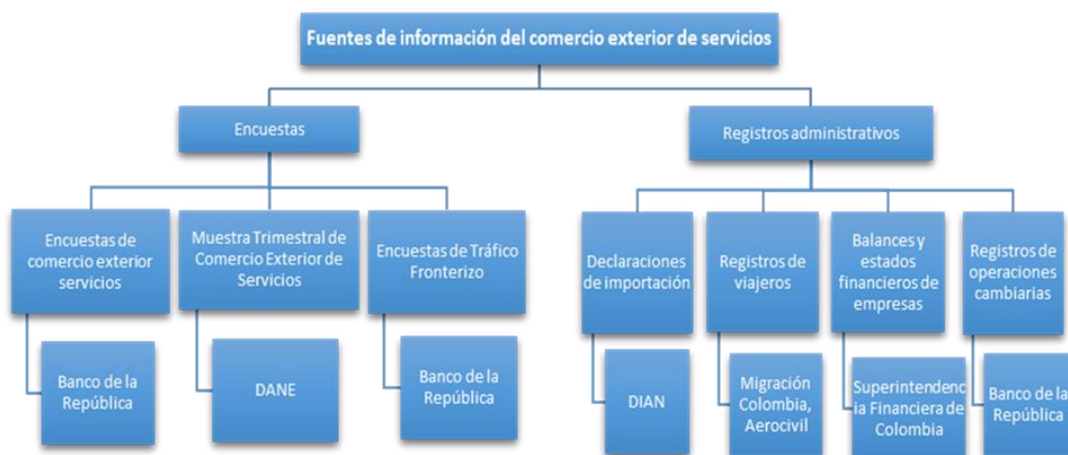 Fuentes de información del comercio exterior de servicios
Encuestas
Registros administrativos
Encuestas de
comercio exterior
servicios
Muestra Trimestral de
Comercio Exterior de
Servicios
Encuestas de Tráfico
Fronterizo
Declaraciones
de importación
Registros de
viajeros
Balances y
estados
financieros de
empresas
Registros de
operaciones
cambiarias
Banco de la
República
DANE
Banco de la
República
DIAN
Migración
Colombia,
Aerocivil
Superintendenc
ia Financiera de
Colombia
Banco de la
República